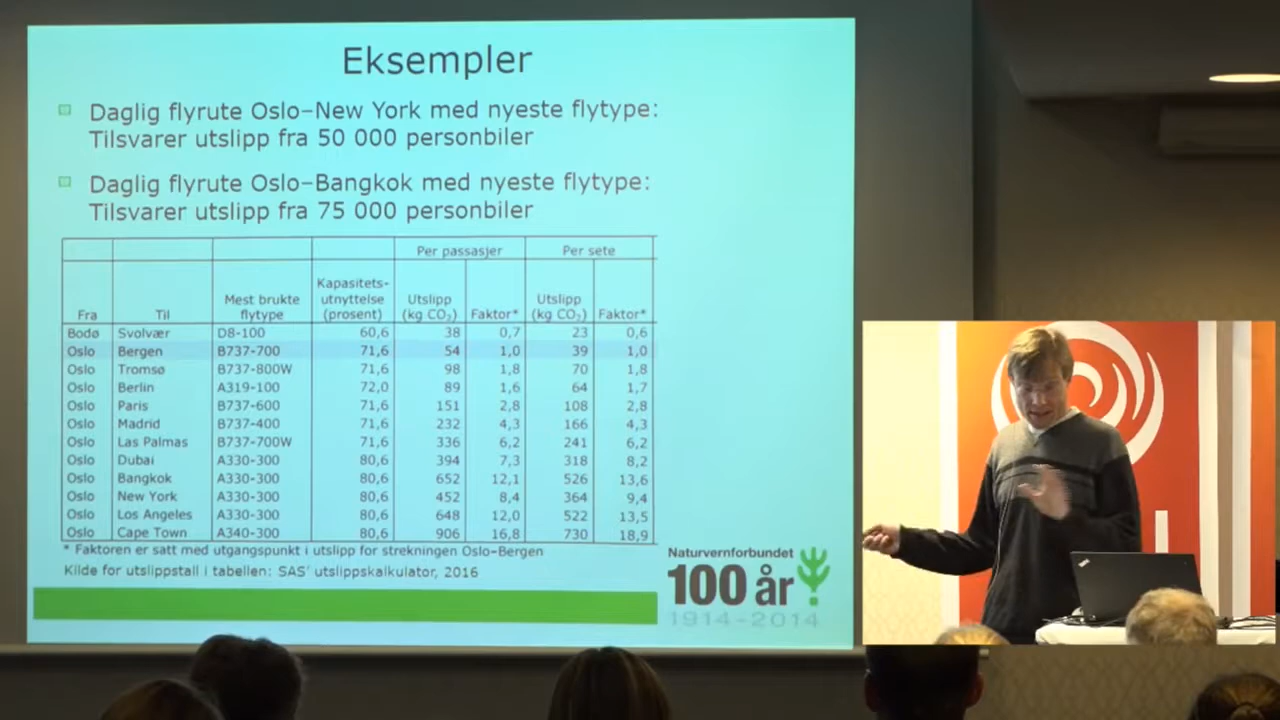 Eksempler
Daglig flyrute Oslo–New York med nyeste flytype:
Tilsvarer utslipp fra 50 000 personbiler
Daglig flyrute Oslo–Bangkok med nyeste flytype:
Tilsvarer utslipp fra 75 000 personbiler
Per passasjer Per sete
Fra Til Mest brukte flytype Kapasitets-utnyttelse (prosent) Utslipp (kg CO₂) Faktor* Utslipp (kg CO₂) Faktor*
Bodø Svolvær D8-100 60,6 38 0,7 23 0,6
Oslo Bergen B737-700 71,6 54 1,0 39 1,0
Oslo Tromsø B737-800W 71,6 98 1,8 70 1,8
Oslo Berlin A319-100 72,0 89 1,6 64 1,7
Oslo Paris B737-600 71,6 151 2,8 108 2,8
Oslo Madrid B737-400 71,6 232 4,3 166 4,3
Oslo Las Palmas B737-700W 71,6 336 6,2 241 6,2
Oslo Dubai A330-300 80,6 394 7,3 318 8,2
Oslo Bangkok A330-300 80,6 652 12,1 526 13,6
Oslo New York A330-300 80,6 452 8,4 364 9,4
Oslo Los Angeles A330-300 80,6 648 12,0 522 13,5
Oslo Cape Town A340-300 80,6 906 16,8 730 18,9
* Faktoren er satt med utgangspunkt i utslipp for strekningen Oslo–Bergen
Kilde for utslippstall i tabellen: SAS' utslippskalkulator, 2016
Naturvernforbundet
100 år
1914–2014